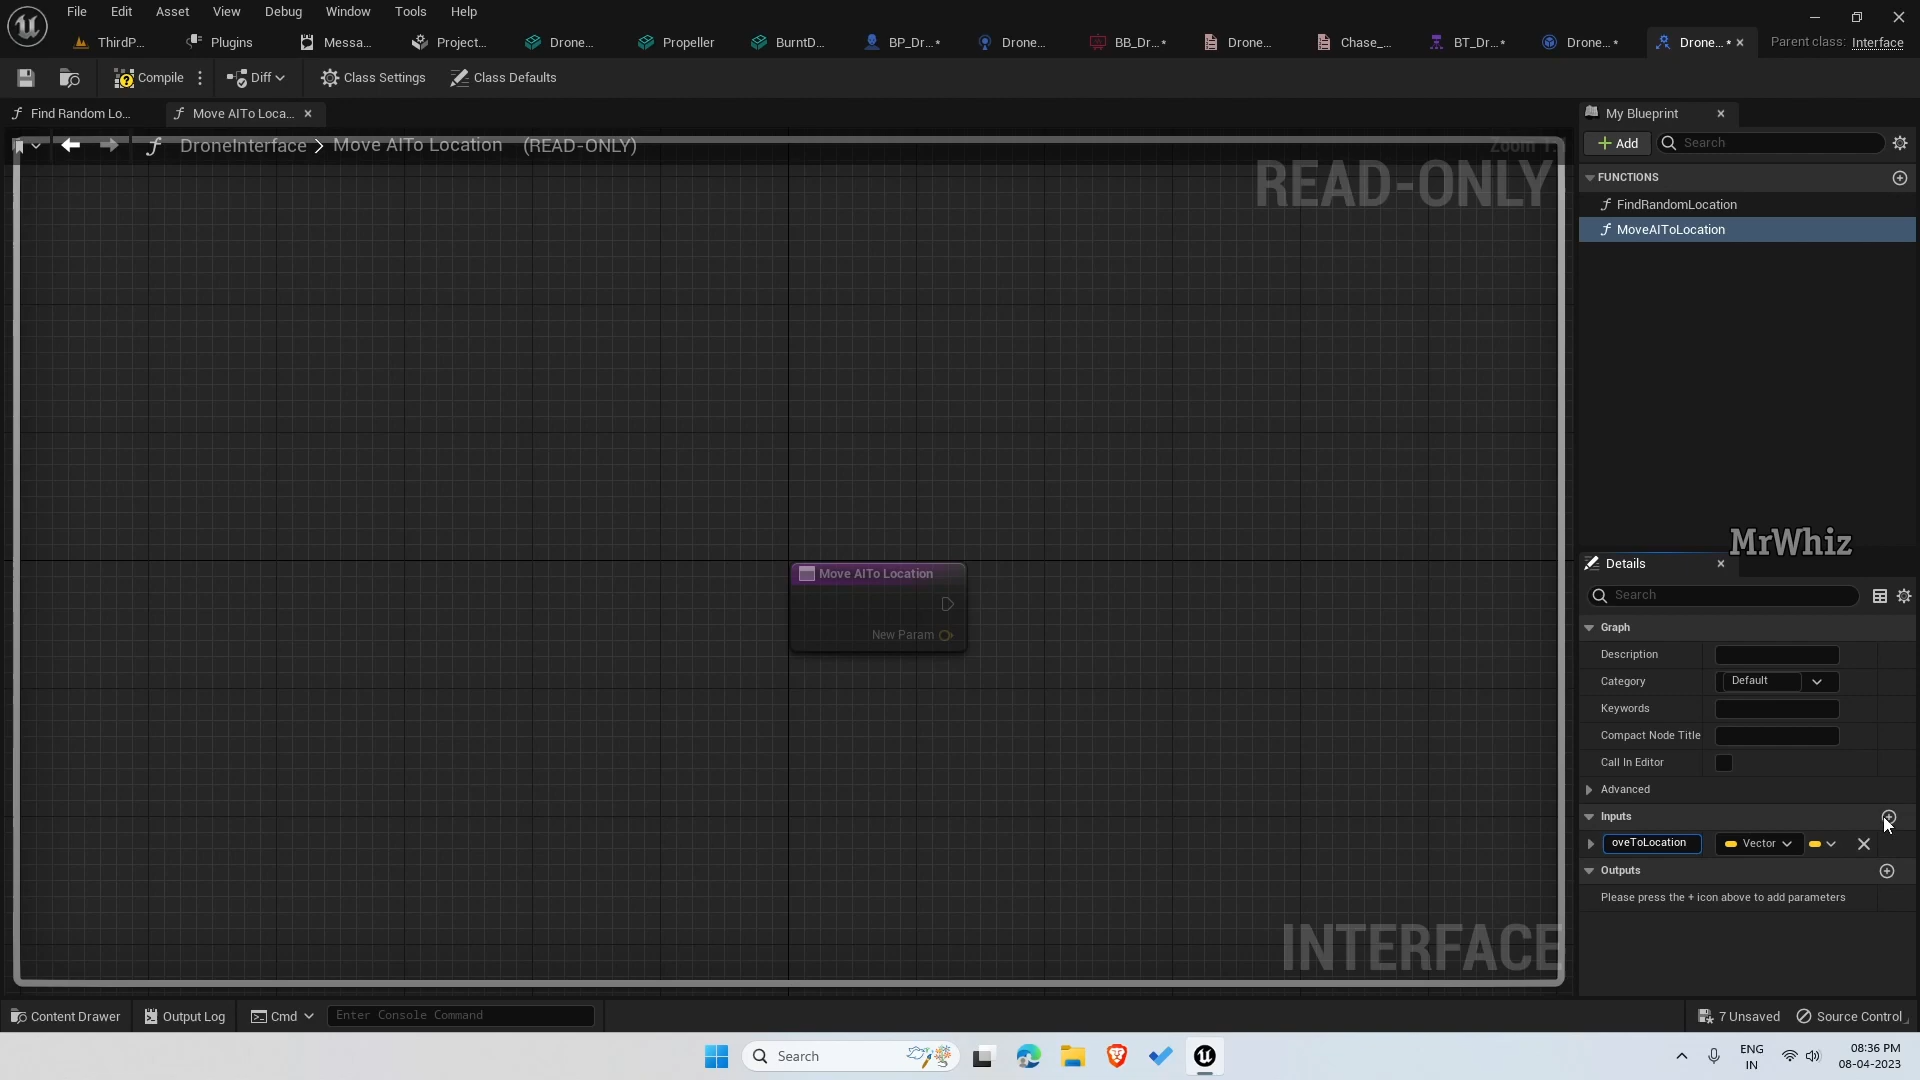 File Edit Asset View Debug Window Tools Help
ThirdP... Plugins Messa... Project... Drone... Propeller BurntD... BP_Dr...* Drone... BB_Dr...* Drone... Chase_... BT_Dr...* Drone...* Drone...* Parent class: Interface
Compile Diff Class Settings Class Defaults
Find Random Lo... Move AITo Loca... My Blueprint
DroneInterface > Move AITo Location (READ-ONLY)
Add Search
READ-ONLY
FUNCTIONS
FindRandomLocation
MoveAIToLocation
MrWhiz
Details
Move AITo Location
Search
New Param
Graph
Description
Category Default
Keywords
Compact Node Title
Call In Editor
Advanced
Inputs
oveToLocation Vector
Outputs
Please press the + icon above to add parameters
INTERFACE
Content Drawer Output Log Cmd Enter Console Command 7 Unsaved Source Control
Search ENG IN 08:36 PM 08-04-2023